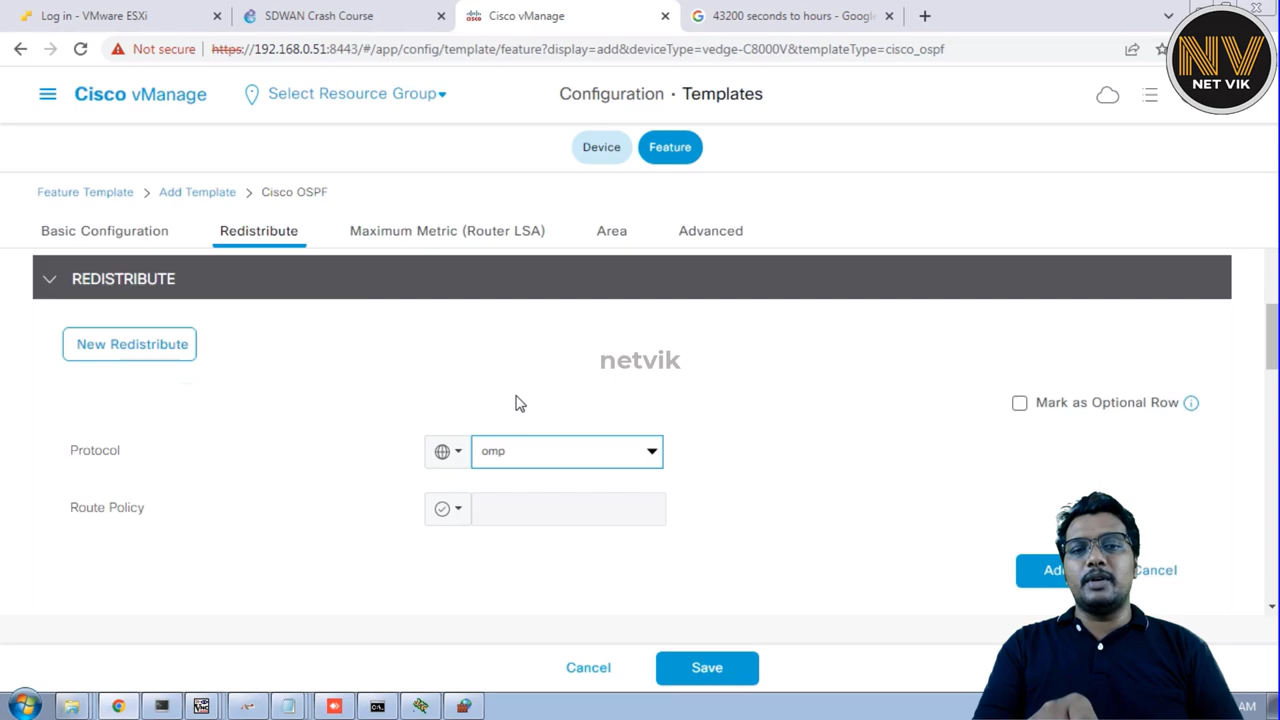 Log in - VMware ESXi
SDWAN Crash Course
Cisco vManage
43200 seconds to hours - Google
Not secure
https://192.168.0.51:8443/#/app/config/template/feature?display=add&deviceType=vedge-C8000V&templateType=cisco_ospf
NV
NET VIK
Cisco vManage
Select Resource Group
Configuration · Templates
Device
Feature
Feature Template
Add Template
Cisco OSPF
Basic Configuration
Redistribute
Maximum Metric (Router LSA)
Area
Advanced
REDISTRIBUTE
New Redistribute
netvik
Mark as Optional Row
Protocol
omp
Route Policy
Cancel
Cancel
Save
AM